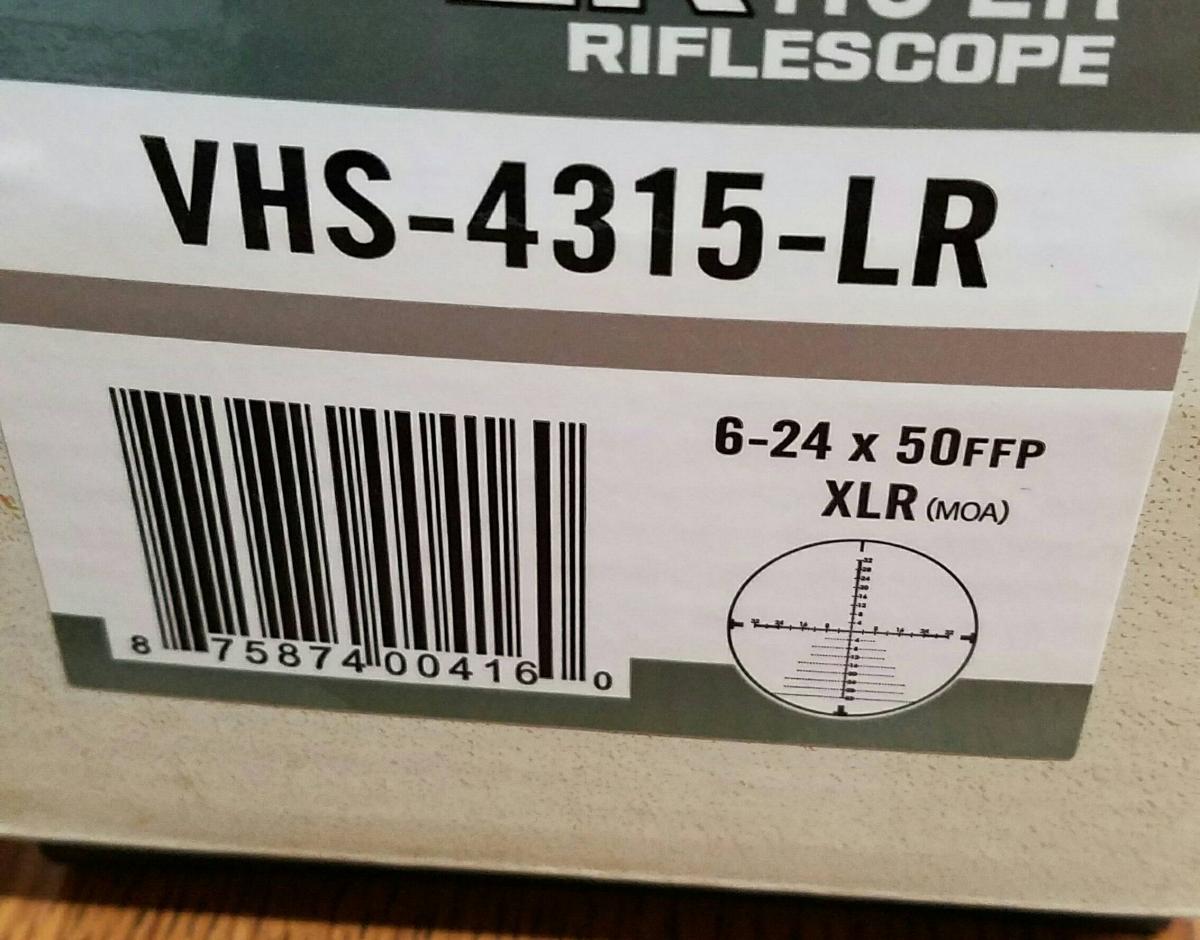 RIFLESCOPE
VHS-4315-LR
6-24 x 50FFP
XLR (MOA)
8 75874 00416 0